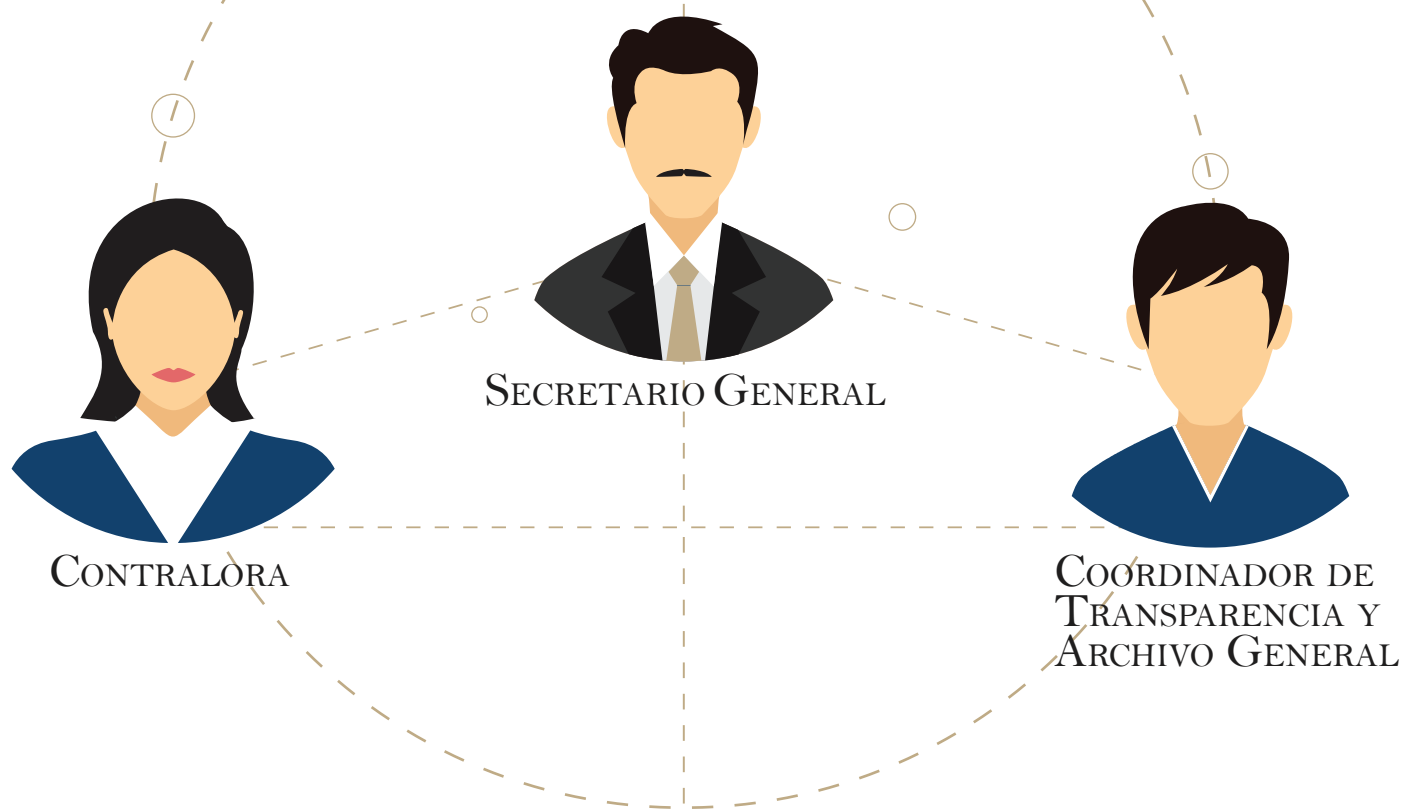 Secretario General
Contralora
Coordinador de
Transparencia y
Archivo General